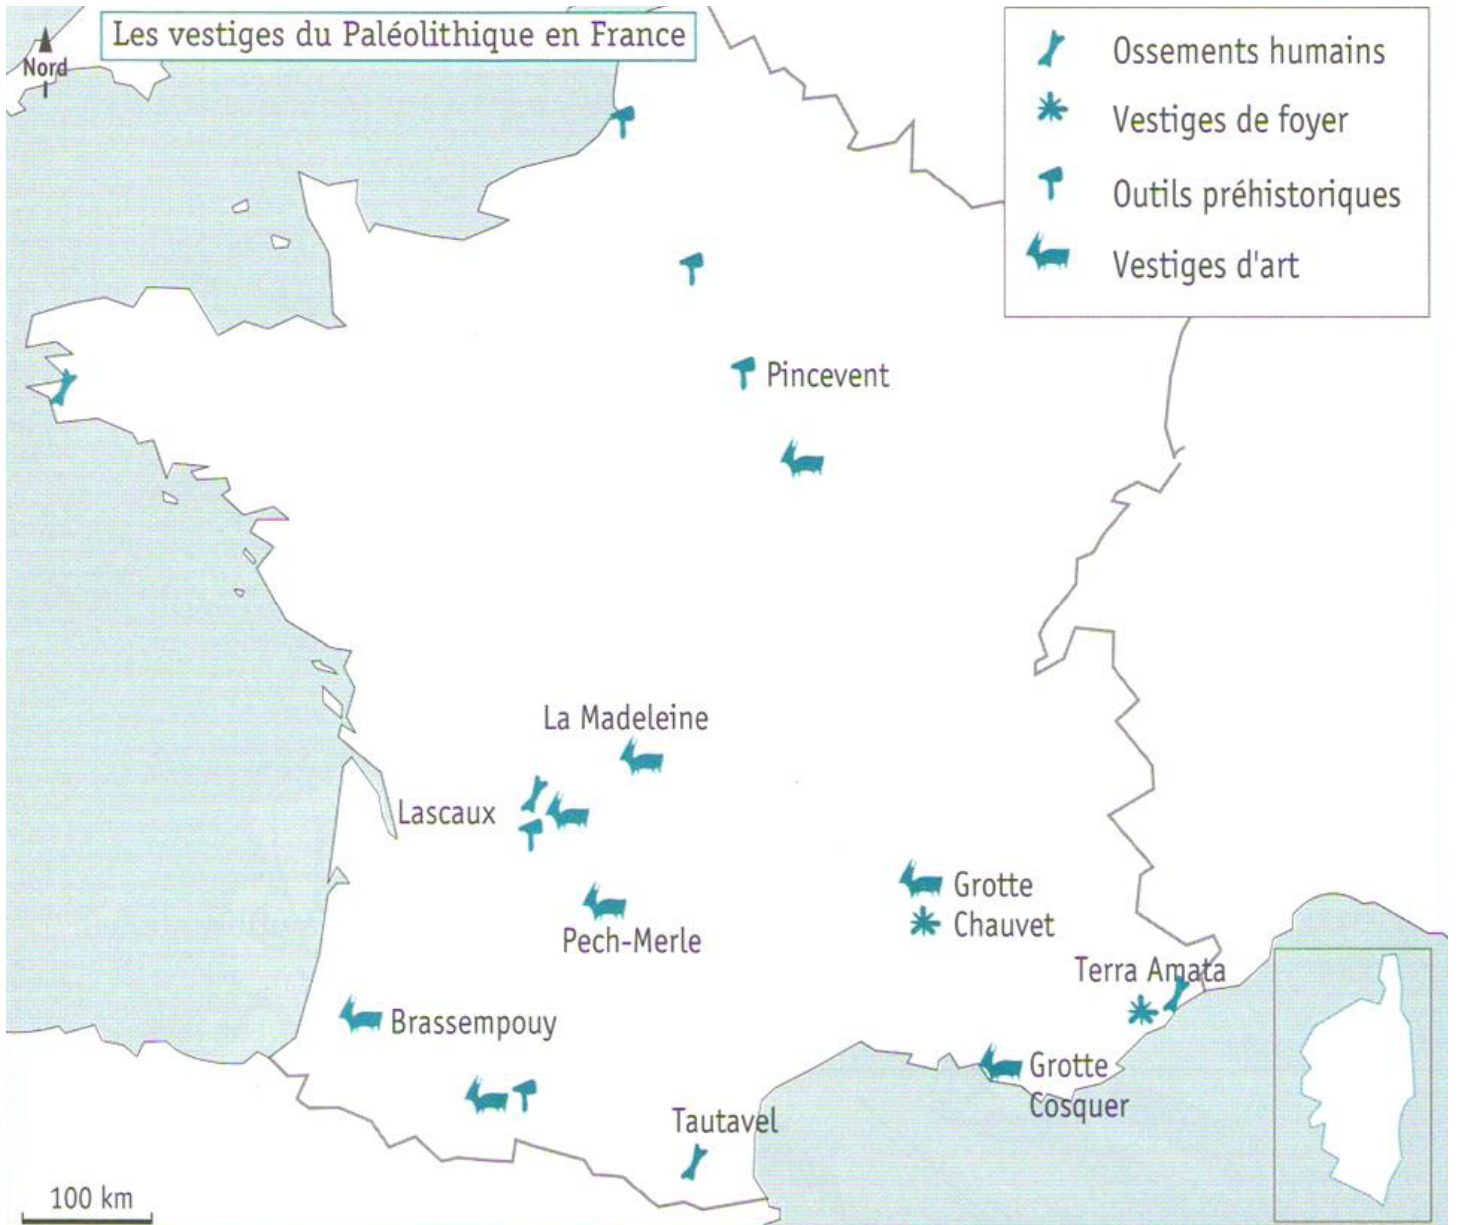 Les vestiges du Paléolithique en France
Nord
Ossements humains
Vestiges de foyer
Outils préhistoriques
Vestiges d'art
Pincevent
La Madeleine
Lascaux
Pech-Merle
Grotte
Chauvet
Terra Amata
Brassempouy
Grotte
Cosquer
Tautavel
100 km